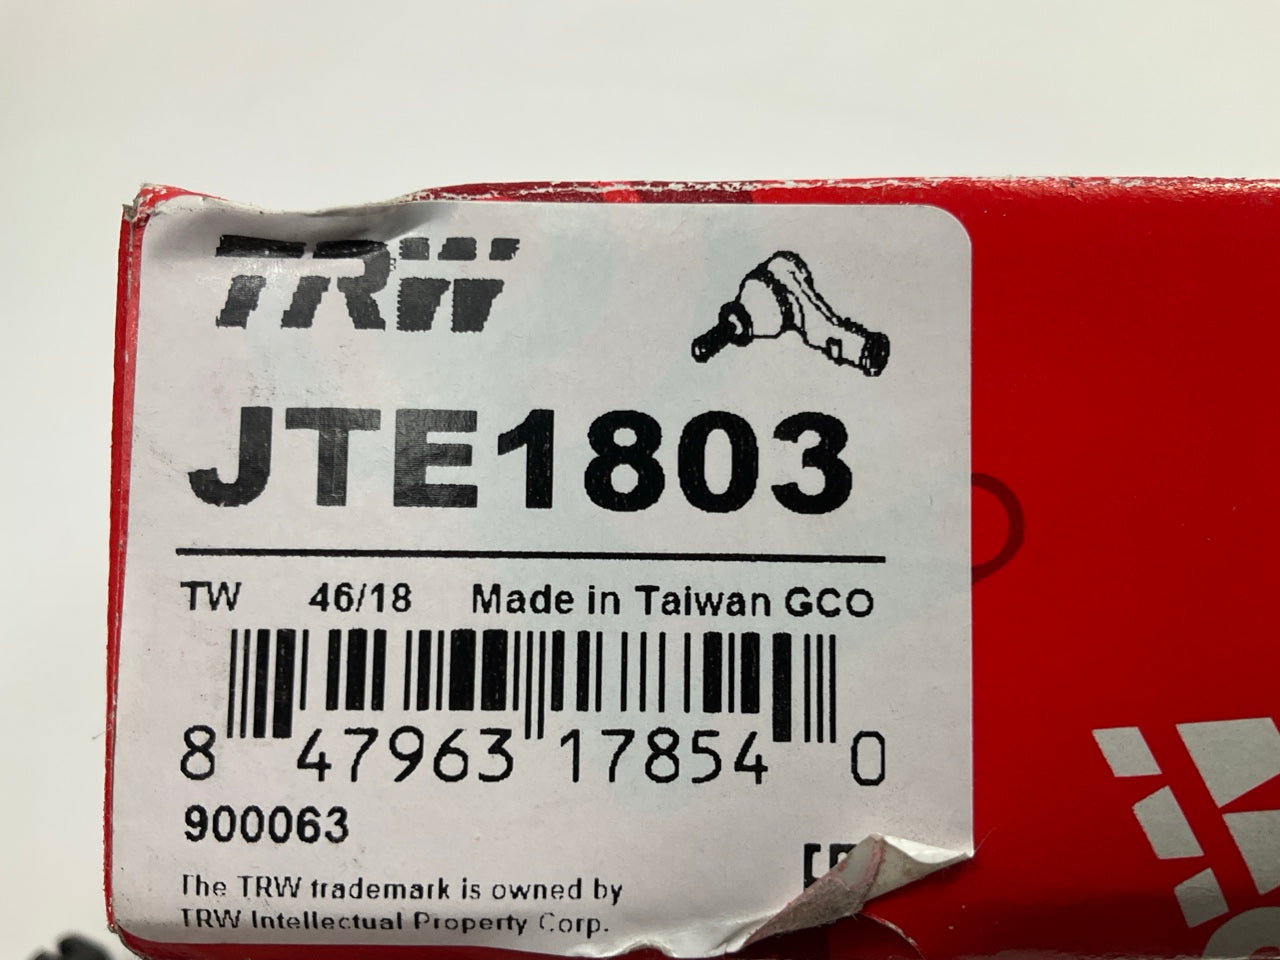 TRW
JTE1803
TW 46/18 Made in Taiwan GCO
8 47963 17854 0
900063
The TRW trademark is owned by
TRW Intellectual Property Corp.